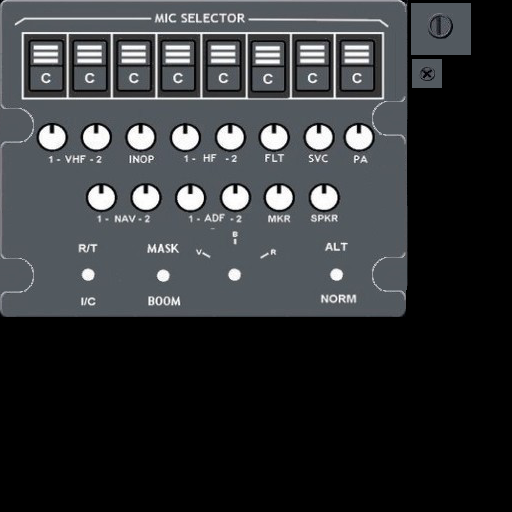 MIC SELECTOR
C C C C C C C C
1 - VHF - 2 INOP 1 - HF - 2 FLT SVC PA
1 - NAV - 2 1 - ADF - 2 MKR SPKR
B
V R
R/T MASK ALT
I/C BOOM NORM